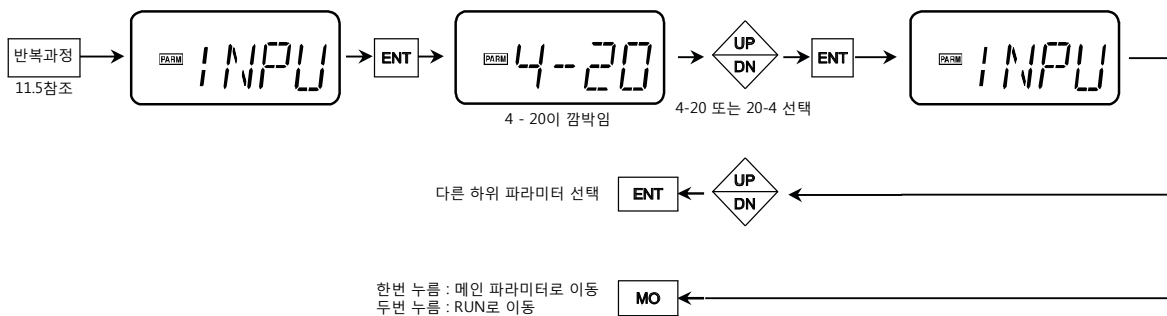 반복과정
11.5참조
PARM INPU
ENT
PARM 4-20
4 - 20이 깜박임
UP
DN
4-20 또는 20-4 선택
ENT
PARM INPU
다른 하위 파라미터 선택
ENT
UP
DN
한번 누름 : 메인 파라미터로 이동
두번 누름 : RUN로 이동
MO